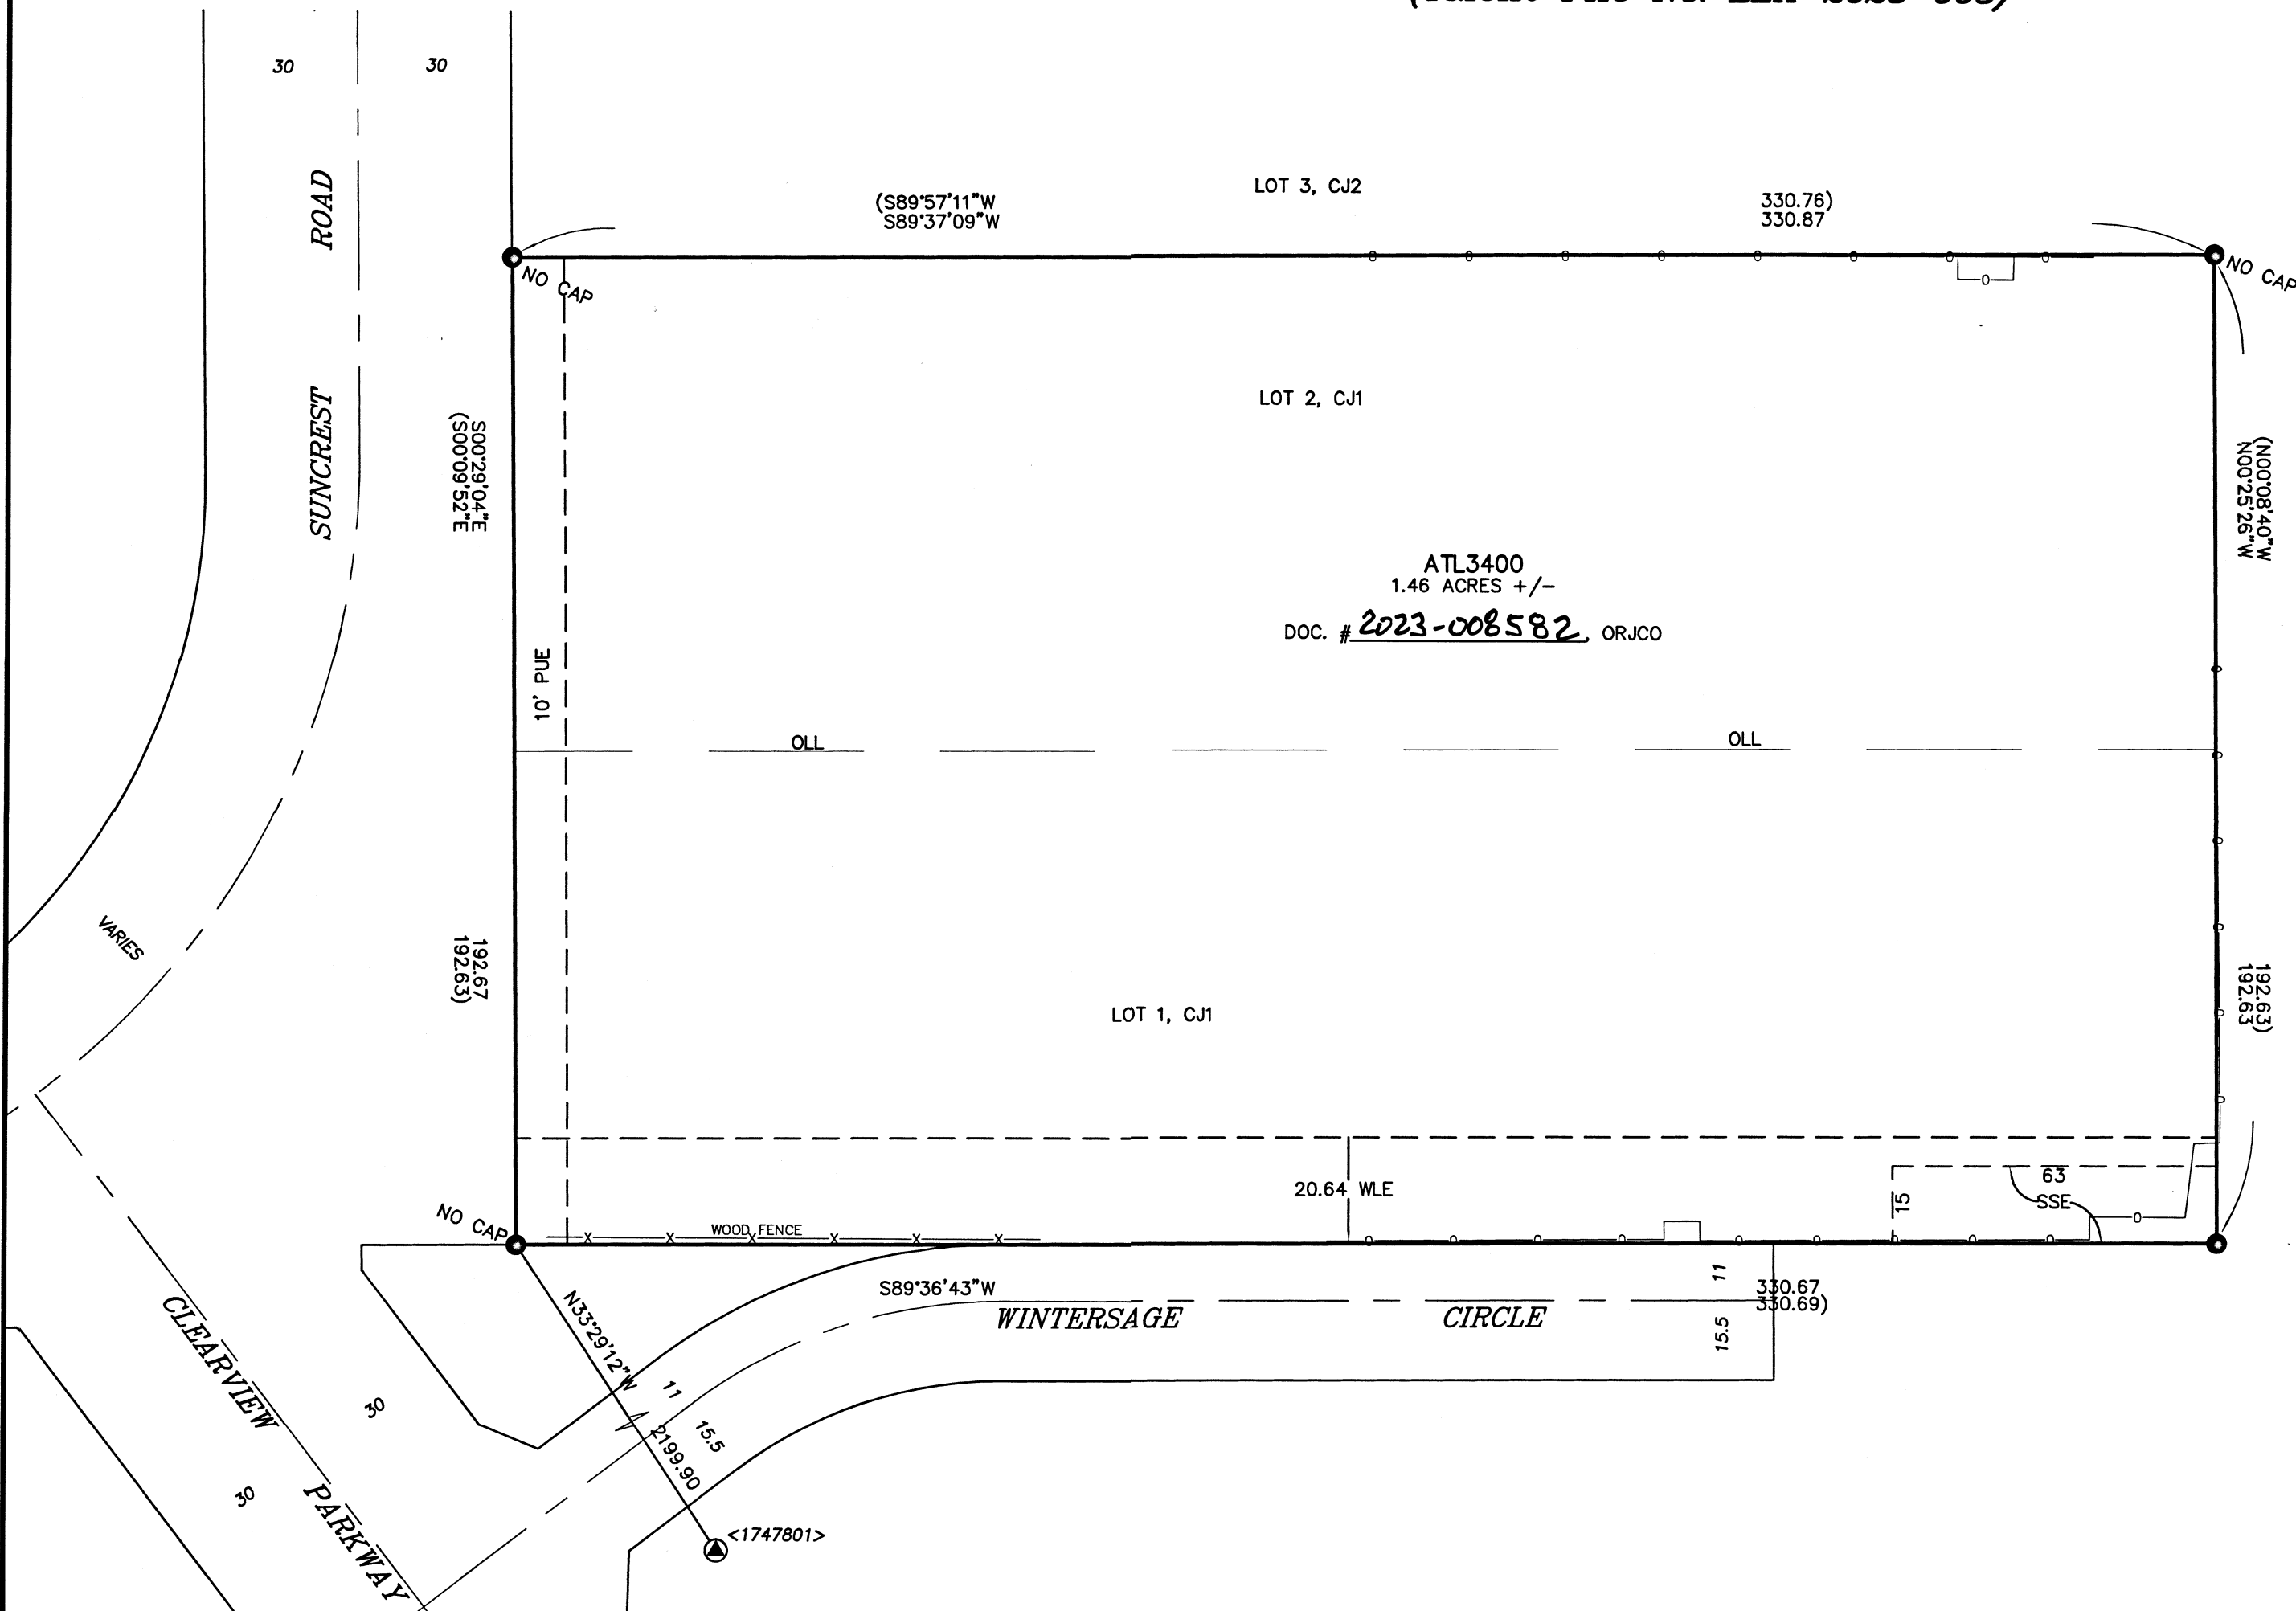 30
30
ROAD
SUNCREST
LOT 3, CJ2
(S89°57'11"W
S89°37'09"W
330.76)
330.87
NO CAP
NO CAP
LOT 2, CJ1
S00°29'04"E
(S00°09'52"E
(N00°08'40"W
N00°25'26"W
ATL3400
1.46 ACRES +/-
DOC. # 2023-008582, ORJCO
10' PUE
OLL
OLL
VARIES
192.67
192.63)
192.63)
192.63
LOT 1, CJ1
20.64 WLE
63
15
SSE
NO CAP
WOOD FENCE
S89°36'43"W
11
330.67
330.69)
WINTERSAGE CIRCLE
15.5
N33°29'12"W
2199.90
11
15.5
CLEARVIEW
PARKWAY
30
30
<1747801>